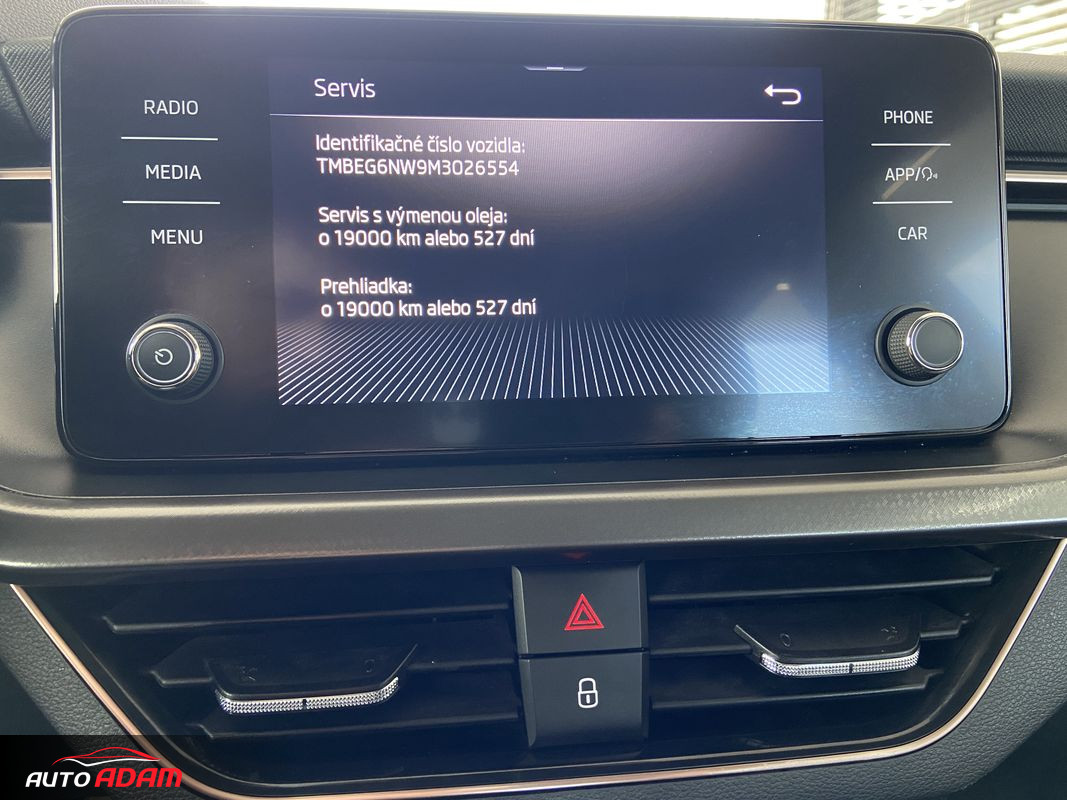 Servis
RADIO
MEDIA
MENU
Identifikačné číslo vozidla:
TMBEG6NW9M3026554
Servis s výmenou oleja:
o 19000 km alebo 527 dní
Prehliadka:
o 19000 km alebo 527 dní
PHONE
APP/
CAR
AUTO ADAM